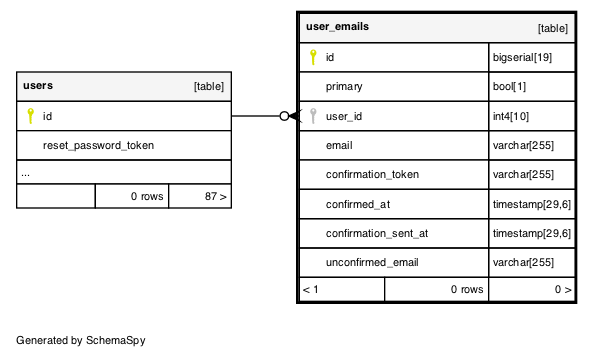 users [table]
id
reset_password_token
...
0 rows 87 >
user_emails [table]
id bigserial[19]
primary bool[1]
user_id int4[10]
email varchar[255]
confirmation_token varchar[255]
confirmed_at timestamp[29,6]
confirmation_sent_at timestamp[29,6]
unconfirmed_email varchar[255]
< 1 0 rows 0 >
Generated by SchemaSpy